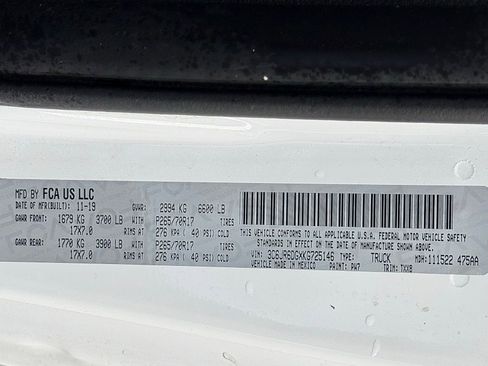 MFD BY FCA US LLC
DATE OF MFR(BUILT): 11-19 GVWR: 2994 KG 6600 LB
GAWR FRONT: 1679 KG 3700 LB P265/70R17 TIRES
17X7.0 RIMS AT 276 KPA ( 40 PSI) COLD
GAWR REAR: 1770 KG 3900 LB P265/70R17 TIRES
17X7.0 RIMS AT 276 KPA ( 40 PSI) COLD
THIS VEHICLE CONFORMS TO ALL APPLICABLE U.S.A. FEDERAL MOTOR VEHICLE SAFETY
STANDARDS IN EFFECT ON THE DATE OF MANUFACTURE SHOWN ABOVE.
VIN: 3C6JR6DGXKG725146 TYPE: TRUCK MDH: 111522 475AA
VEHICLE MADE IN MEXICO PAINT: PW7 TRIM: TXX8